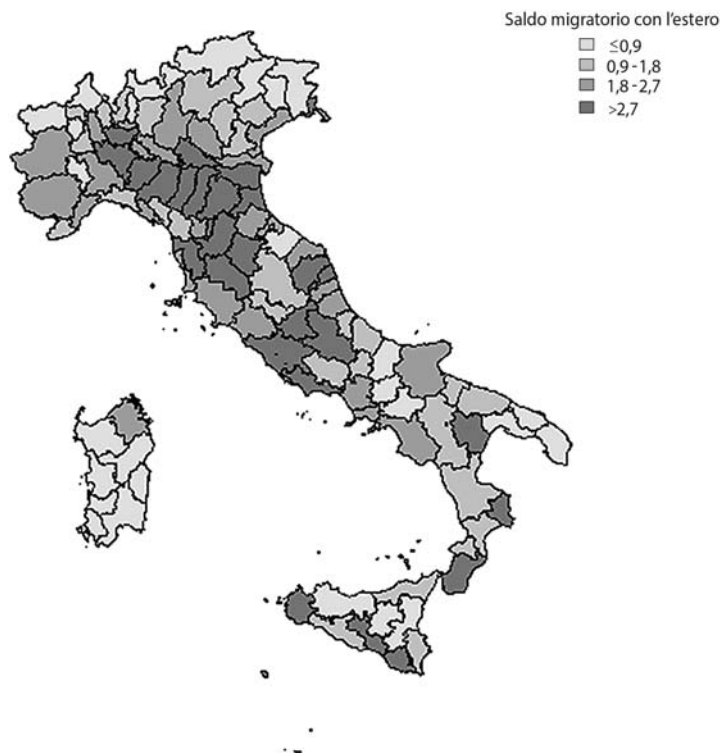 Saldo migratorio con l'estero
≤0,9
0,9-1,8
1,8-2,7
>2,7